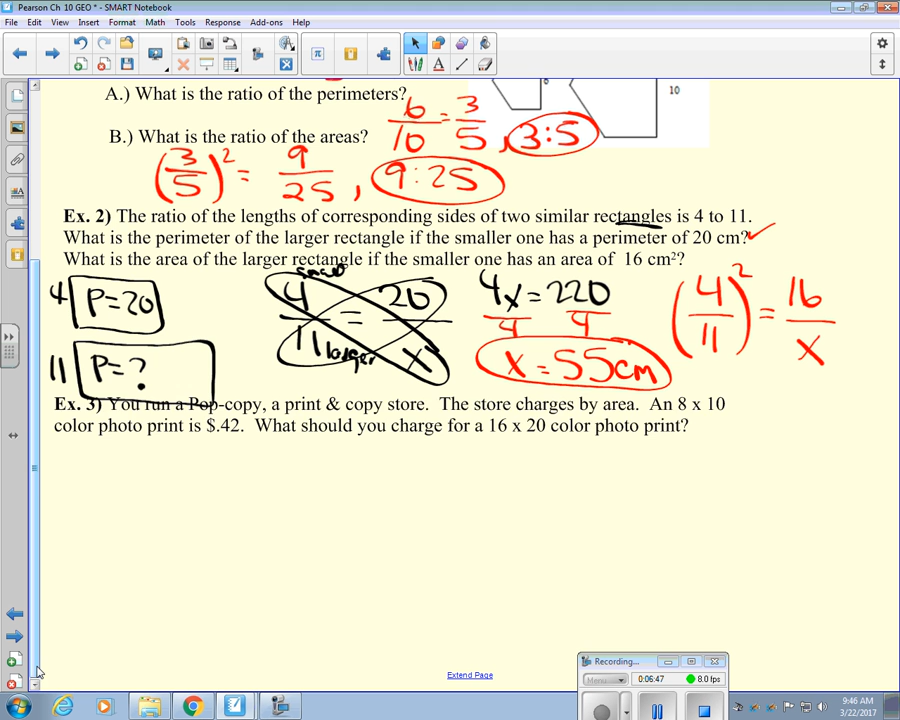 Pearson Ch 10 GEO * - SMART Notebook
File Edit View Insert Format Math Tools Response Add-ons Help
A.) What is the ratio of the perimeters?
10
6/10 = 3/5, 3:5
B.) What is the ratio of the areas?
(3/5)² = 9/25, 9:25
Ex. 2) The ratio of the lengths of corresponding sides of two similar rectangles is 4 to 11.
What is the perimeter of the larger rectangle if the smaller one has a perimeter of 20 cm?
What is the area of the larger rectangle if the smaller one has an area of 16 cm²?
4 P=20
11 P=?
4/11 = 20/x
larger
4x=220
4 4
x=55cm
(4/11)² = 16/x
Ex. 3) You run a Pop-copy, a print & copy store. The store charges by area. An 8 x 10
color photo print is $.42. What should you charge for a 16 x 20 color photo print?
Extend Page
Recording...
Menu
0:06:47
8.0 fps
9:46 AM
3/22/2017